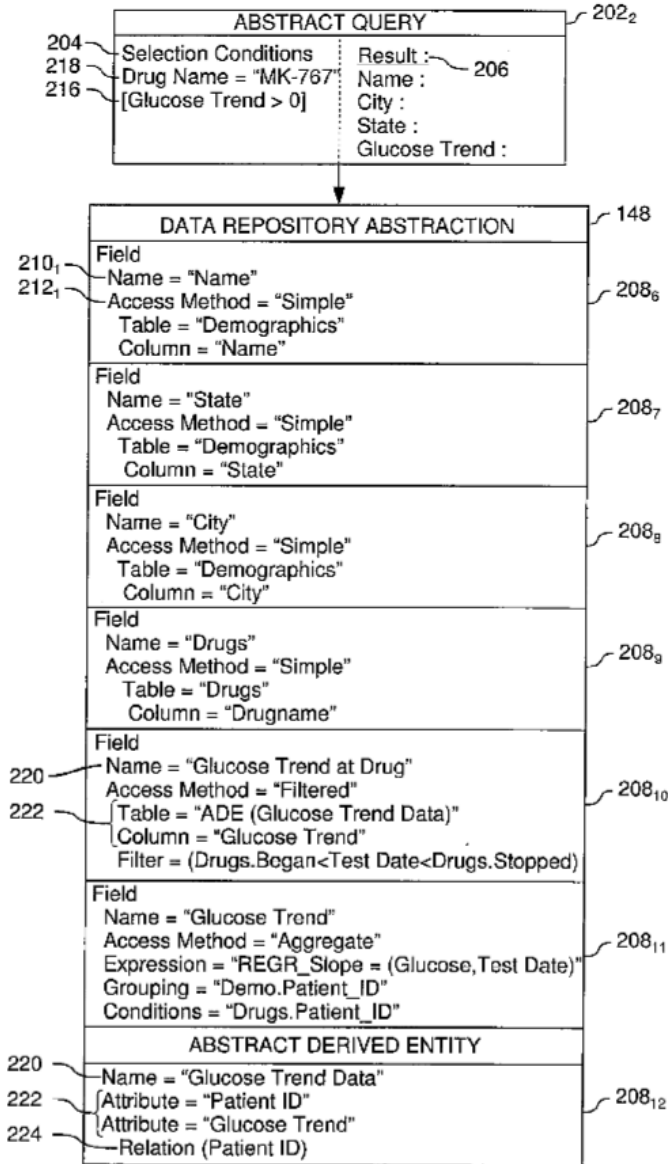 ABSTRACT QUERY
202₂
204
Selection Conditions
Result :
206
218
Drug Name = “MK-767”
Name :
216
[Glucose Trend > 0]
City :
State :
Glucose Trend :
DATA REPOSITORY ABSTRACTION
148
Field
210₁
Name = “Name”
212₁
Access Method = “Simple”
208₆
Table = “Demographics”
Column = “Name”
Field
Name = “State”
208₇
Access Method = “Simple”
Table = “Demographics”
Column = “State”
Field
Name = “City”
208₈
Access Method = “Simple”
Table = “Demographics”
Column = “City”
Field
Name = “Drugs”
208₉
Access Method = “Simple”
Table = “Drugs”
Column = “Drugname”
Field
220
Name = “Glucose Trend at Drug”
Access Method = “Filtered”
208₁₀
222
Table = “ADE (Glucose Trend Data)”
Column = “Glucose Trend”
Filter = (Drugs.Began<Test Date<Drugs.Stopped)
Field
Name = “Glucose Trend”
Access Method = “Aggregate”
208₁₁
Expression = “REGR_Slope = (Glucose,Test Date)”
Grouping = “Demo.Patient_ID”
Conditions = “Drugs.Patient_ID”
ABSTRACT DERIVED ENTITY
220
Name = “Glucose Trend Data”
222
Attribute = “Patient ID”
208₁₂
Attribute = “Glucose Trend”
224
Relation (Patient ID)